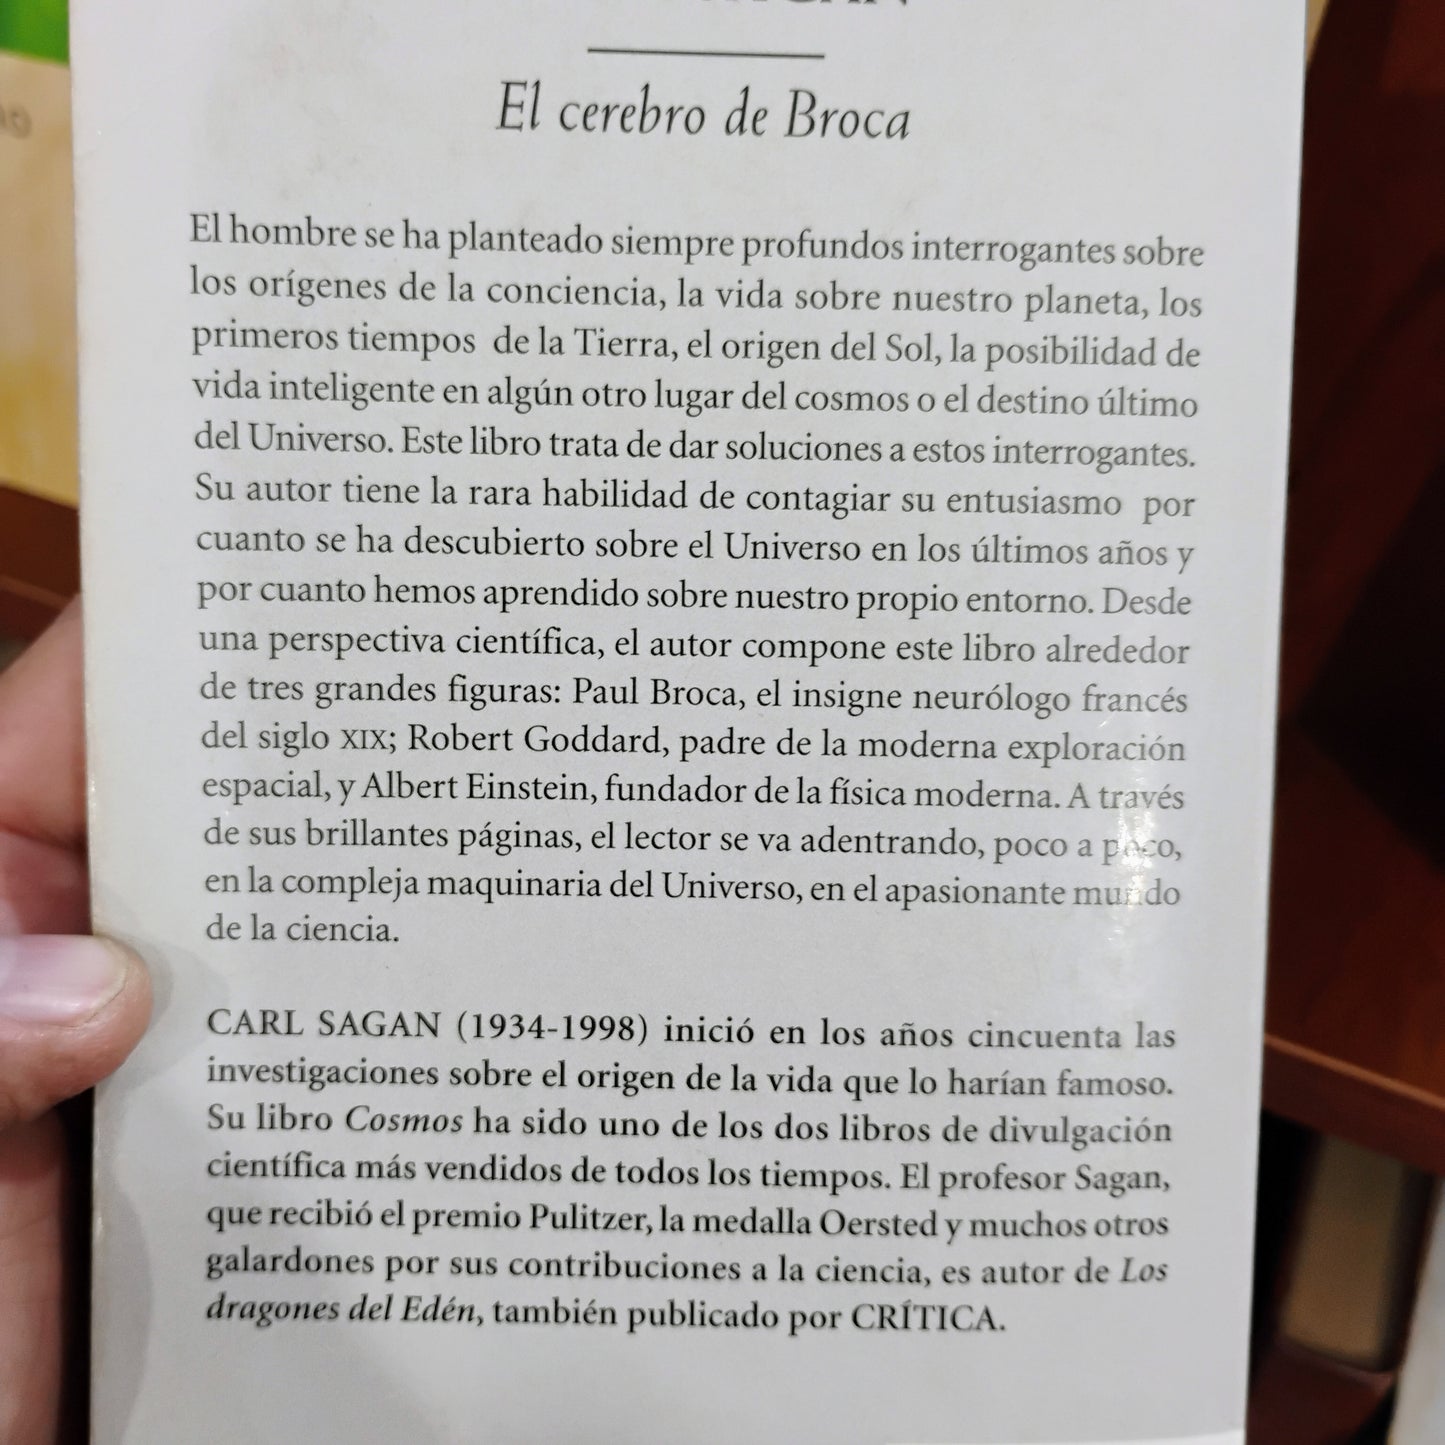 El cerebro de Broca
El hombre se ha planteado siempre profundos interrogantes sobre
los orígenes de la conciencia, la vida sobre nuestro planeta, los
primeros tiempos de la Tierra, el origen del Sol, la posibilidad de
vida inteligente en algún otro lugar del cosmos o el destino último
del Universo. Este libro trata de dar soluciones a estos interrogantes.
Su autor tiene la rara habilidad de contagiar su entusiasmo por
cuanto se ha descubierto sobre el Universo en los últimos años y
por cuanto hemos aprendido sobre nuestro propio entorno. Desde
una perspectiva científica, el autor compone este libro alrededor
de tres grandes figuras: Paul Broca, el insigne neurólogo francés
del siglo XIX; Robert Goddard, padre de la moderna exploración
espacial, y Albert Einstein, fundador de la física moderna. A través
de sus brillantes páginas, el lector se va adentrando, poco a poco,
en la compleja maquinaria del Universo, en el apasionante mundo
de la ciencia.
CARL SAGAN (1934-1998) inició en los años cincuenta las
investigaciones sobre el origen de la vida que lo harían famoso.
Su libro Cosmos ha sido uno de los dos libros de divulgación
científica más vendidos de todos los tiempos. El profesor Sagan,
que recibió el premio Pulitzer, la medalla Oersted y muchos otros
galardones por sus contribuciones a la ciencia, es autor de Los
dragones del Edén, también publicado por CRÍTICA.